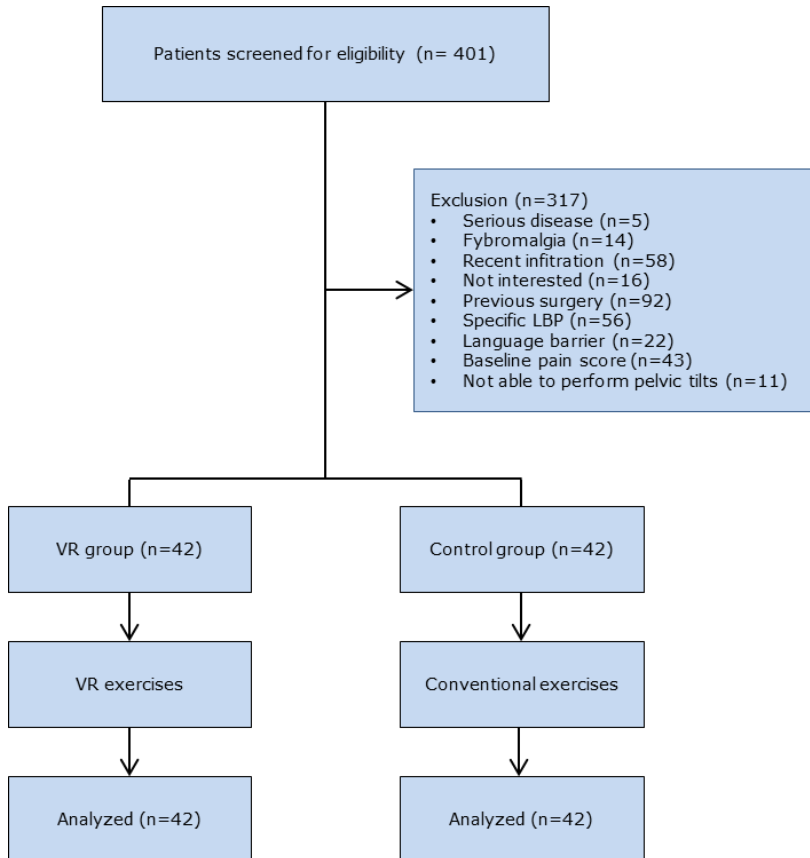 Patients screened for eligibility (n= 401)
Exclusion (n=317)
• Serious disease (n=5)
• Fybromalgia (n=14)
• Recent infitration (n=58)
• Not interested (n=16)
• Previous surgery (n=92)
• Specific LBP (n=56)
• Language barrier (n=22)
• Baseline pain score (n=43)
• Not able to perform pelvic tilts (n=11)
VR group (n=42)
Control group (n=42)
VR exercises
Conventional exercises
Analyzed (n=42)
Analyzed (n=42)